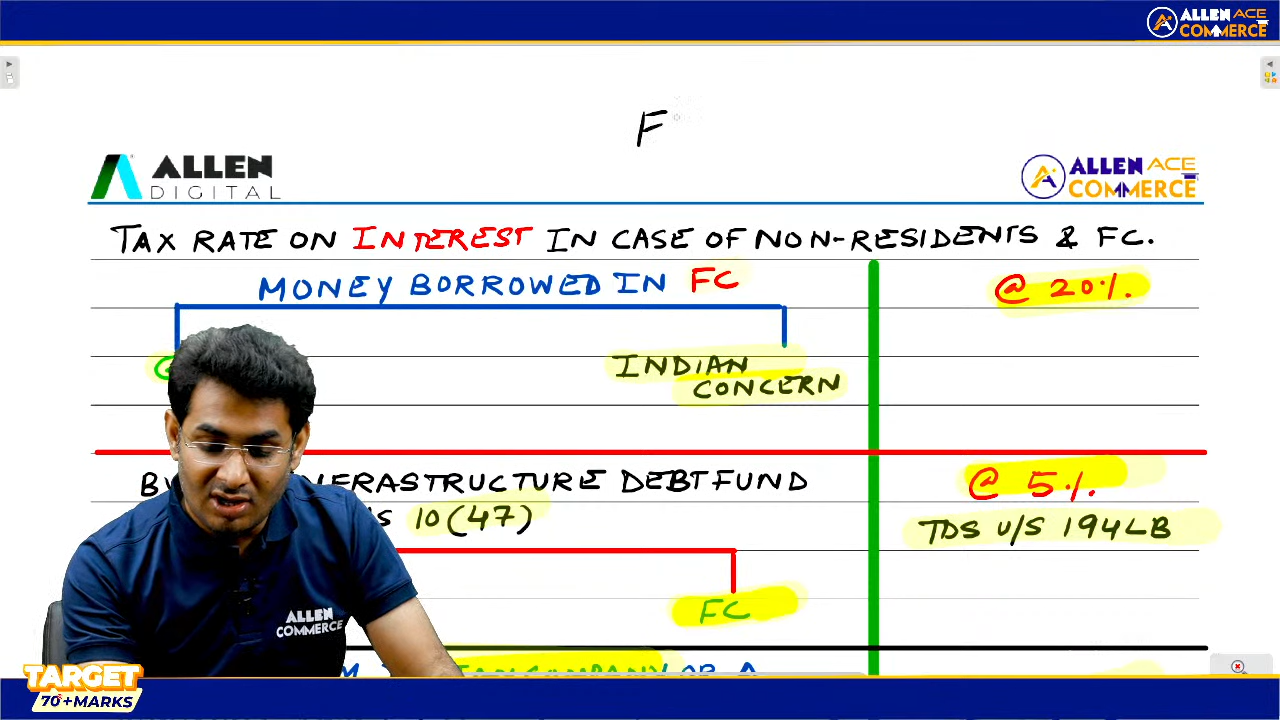 ALLEN ACE
COMMERCE
F
ALLEN
DIGITAL
ALLEN ACE
COMMERCE
TAX RATE ON INTEREST IN CASE OF NON-RESIDENTS & FC.
MONEY BORROWED IN FC
@ 20%.
INDIAN
CONCERN
INFRASTRUCTURE DEBT FUND
@ 5%.
10(47)
TDS U/S 194LB
FC
ALLEN
COMMERCE
TARGET
70+MARKS